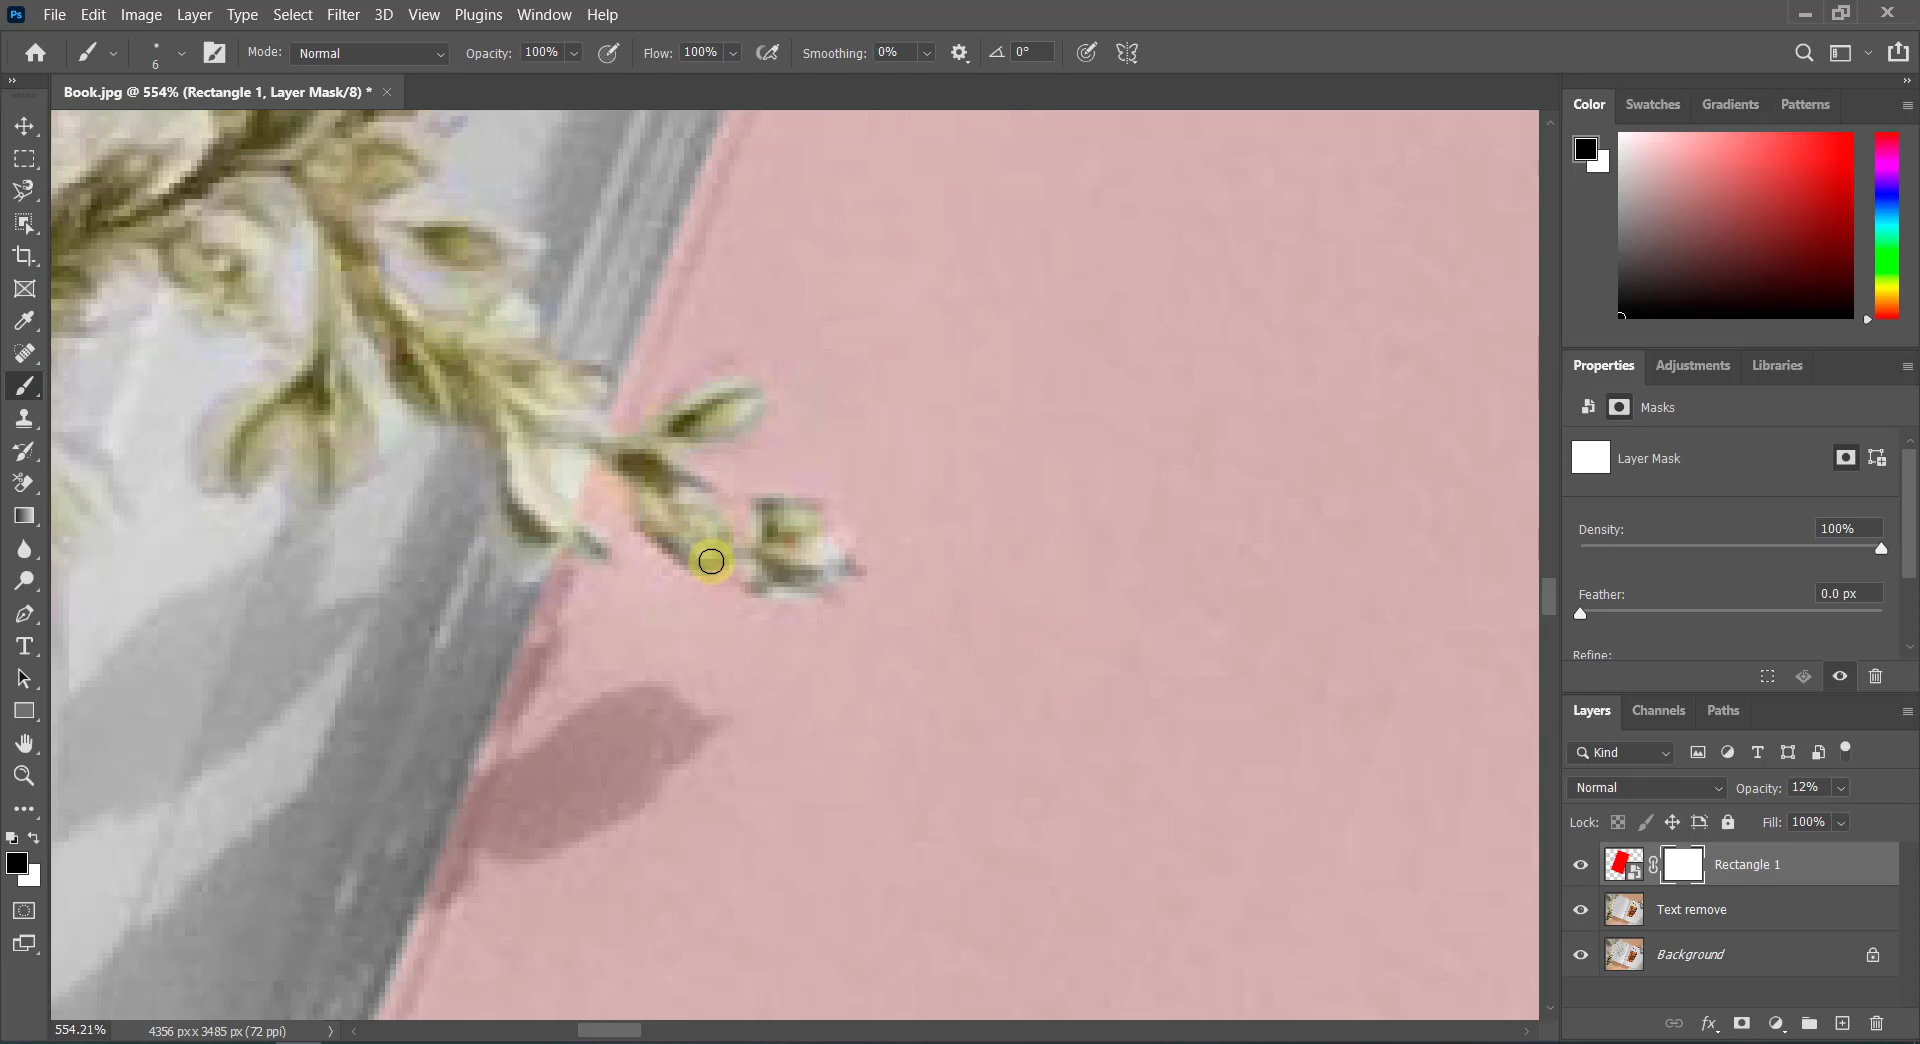 Ps File Edit Image Layer Type Select Filter 3D View Plugins Window Help
6 Mode: Normal Opacity: 100% Flow: 100% Smoothing: 0% 0°
Book.jpg @ 554% (Rectangle 1, Layer Mask/8) *
Color Swatches Gradients Patterns
Properties Adjustments Libraries
Masks
Layer Mask
Density: 100%
Feather: 0.0 px
Refine:
Layers Channels Paths
Kind
Normal Opacity: 12%
Lock: Fill: 100%
Rectangle 1
Text remove
Background
554.21% 4356 px x 3485 px (72 ppi)